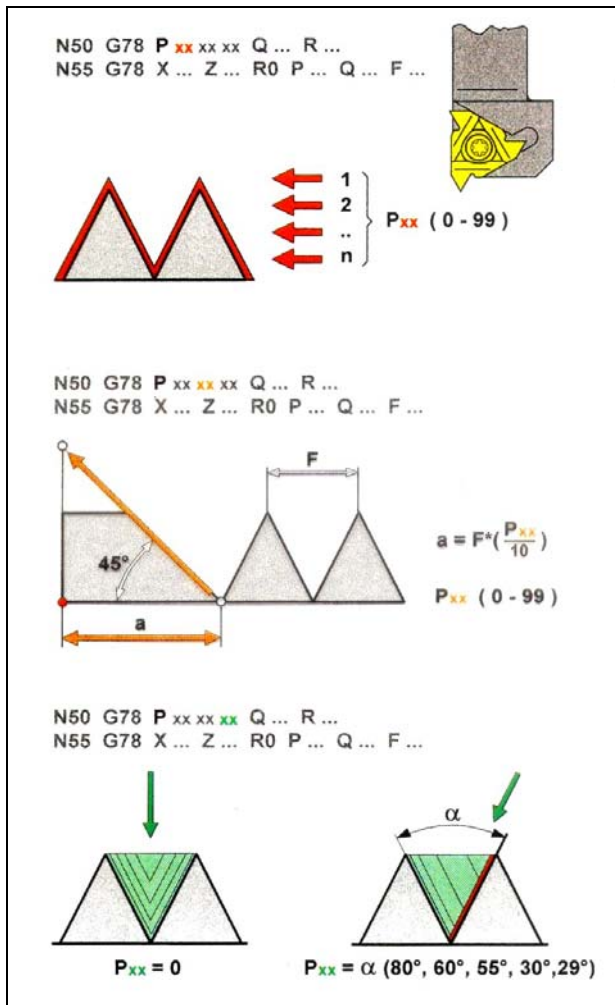 N50 G78 P xx xx xx Q ... R ...
N55 G78 X ... Z ... R0 P ... Q ... F ...
1
2
..
n
Pxx ( 0 - 99 )
N50 G78 P xx xx xx Q ... R ...
N55 G78 X ... Z ... R0 P ... Q ... F ...
F
45°
a
a = F*(Pxx/10)
Pxx ( 0 - 99 )
N50 G78 P xx xx xx Q ... R ...
N55 G78 X ... Z ... R0 P ... Q ... F ...
α
Pxx = 0
Pxx = α (80°, 60°, 55°, 30°,29°)